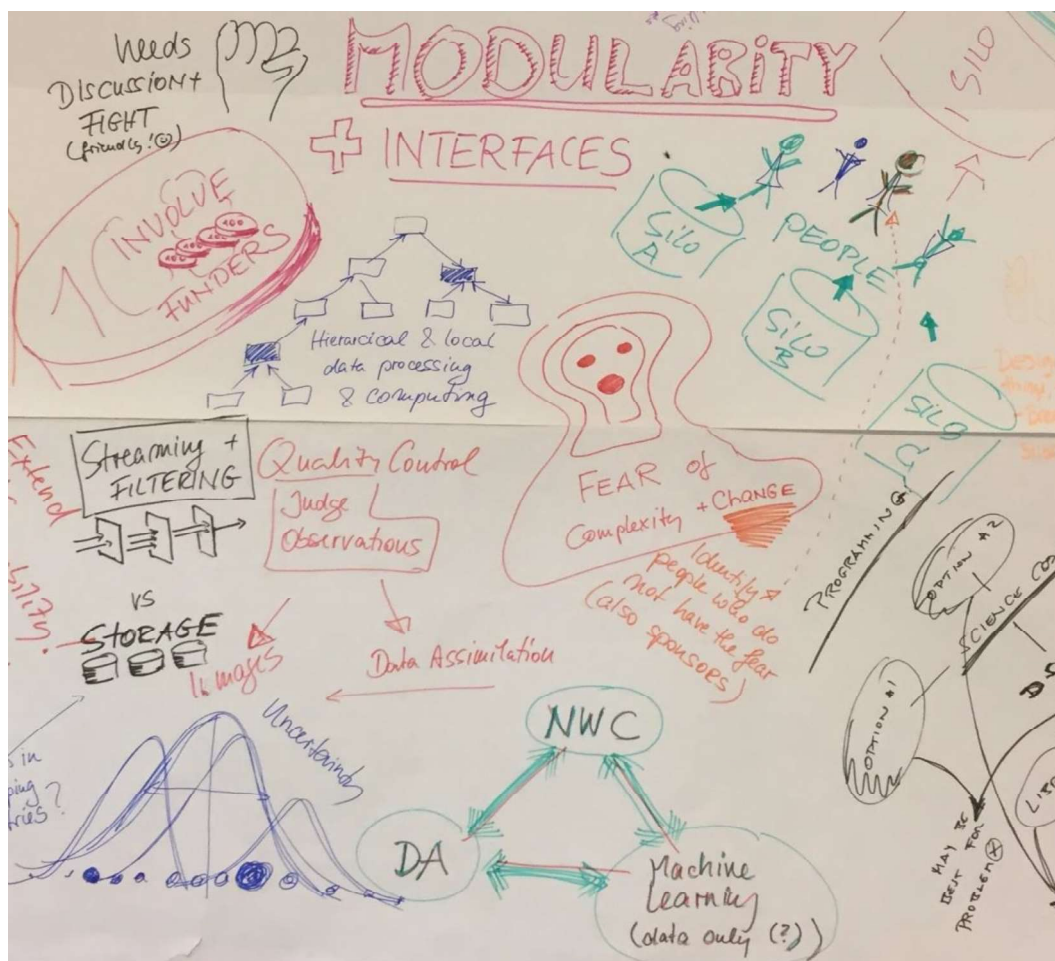 Needs
DISCUSSION +
FIGHT
(friendly! ☺)
MODULARITY
+ INTERFACES
1 SILO
INVOLVE
FUNDERS
SILO
A
PEOPLE
SILO
B
SILO
Hierarcical & local
data processing
& computing
Streaming +
FILTERING
VS
STORAGE
Extend
Quality Control
Judge
Observations
Images
Data Assimilation
FEAR of
Complexity + CHANGE
Identify
people who do
not have the fear
(also sponsors)
PROGRAMMING
OPTION #2
SCIENCE
OPTION #1
MAY BE
BEST FOR
PROBLEM X
Uncertainty
NWC
DA
Machine
Learning
(data only (?))